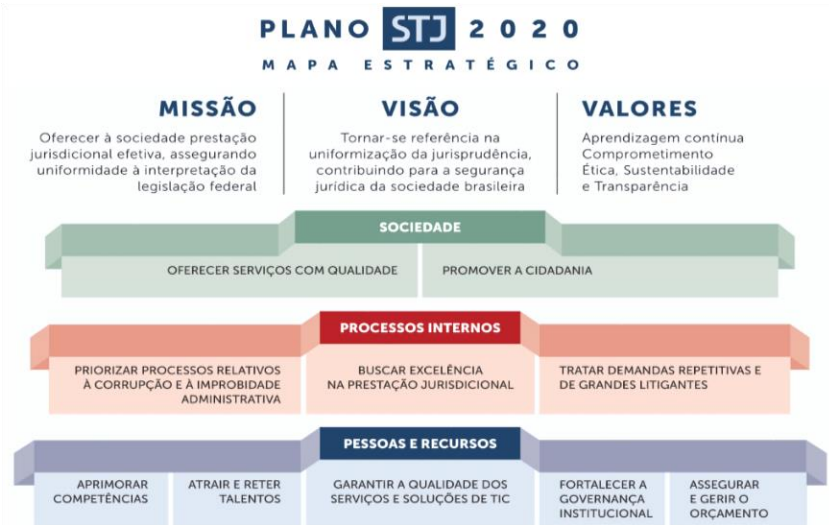 PLANO STJ 2020
MAPA ESTRATÉGICO
MISSÃO
Oferecer à sociedade prestação
jurisdicional efetiva, assegurando
uniformidade à interpretação da
legislação federal
VISÃO
Tornar-se referência na
uniformização da jurisprudência,
contribuindo para a segurança
jurídica da sociedade brasileira
VALORES
Aprendizagem contínua
Comprometimento
Ética, Sustentabilidade
e Transparência
SOCIEDADE
OFERECER SERVIÇOS COM QUALIDADE
PROMOVER A CIDADANIA
PROCESSOS INTERNOS
PRIORIZAR PROCESSOS RELATIVOS
À CORRUPÇÃO E À IMPROBIDADE
ADMINISTRATIVA
BUSCAR EXCELÊNCIA
NA PRESTAÇÃO JURISDICIONAL
TRATAR DEMANDAS REPETITIVAS E
DE GRANDES LITIGANTES
PESSOAS E RECURSOS
APRIMORAR
COMPETÊNCIAS
ATRAIR E RETER
TALENTOS
GARANTIR A QUALIDADE DOS
SERVIÇOS E SOLUÇÕES DE TIC
FORTALECER A
GOVERNANÇA
INSTITUCIONAL
ASSEGURAR
E GERIR O
ORÇAMENTO